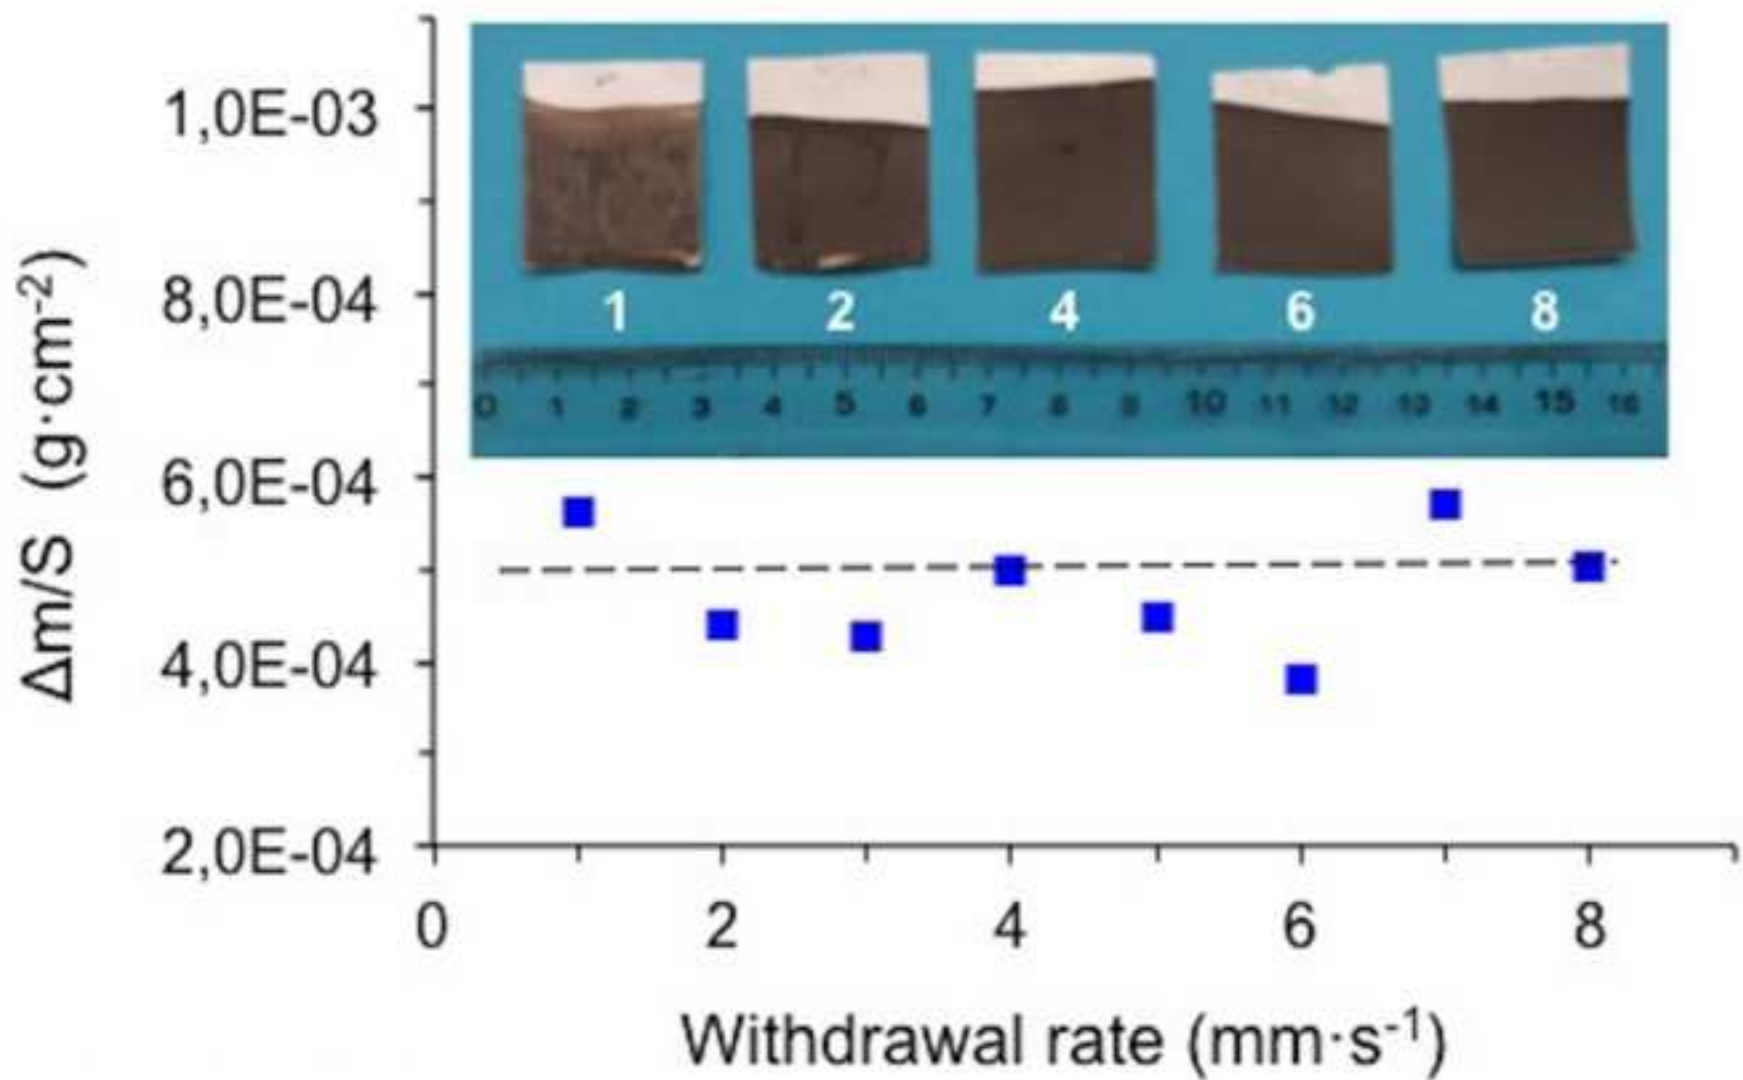 Δm/S (g·cm-2)
1,0E-03
8,0E-04
6,0E-04
4,0E-04
2,0E-04
1 2 4 6 8
0 1 2 3 4 5 6 7 8 9 10 11 12 13 14 15 16
0 2 4 6 8
Withdrawal rate (mm·s-1)